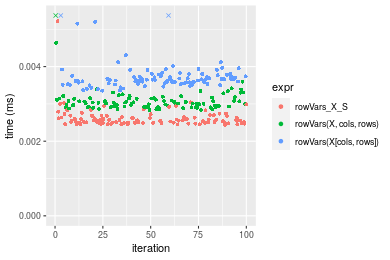 expr
rowVars_X_S
rowVars(X, cols, rows)
rowVars(X[cols, rows])
time (ms)
0.004
0.002
0.000
0
25
50
75
100
iteration